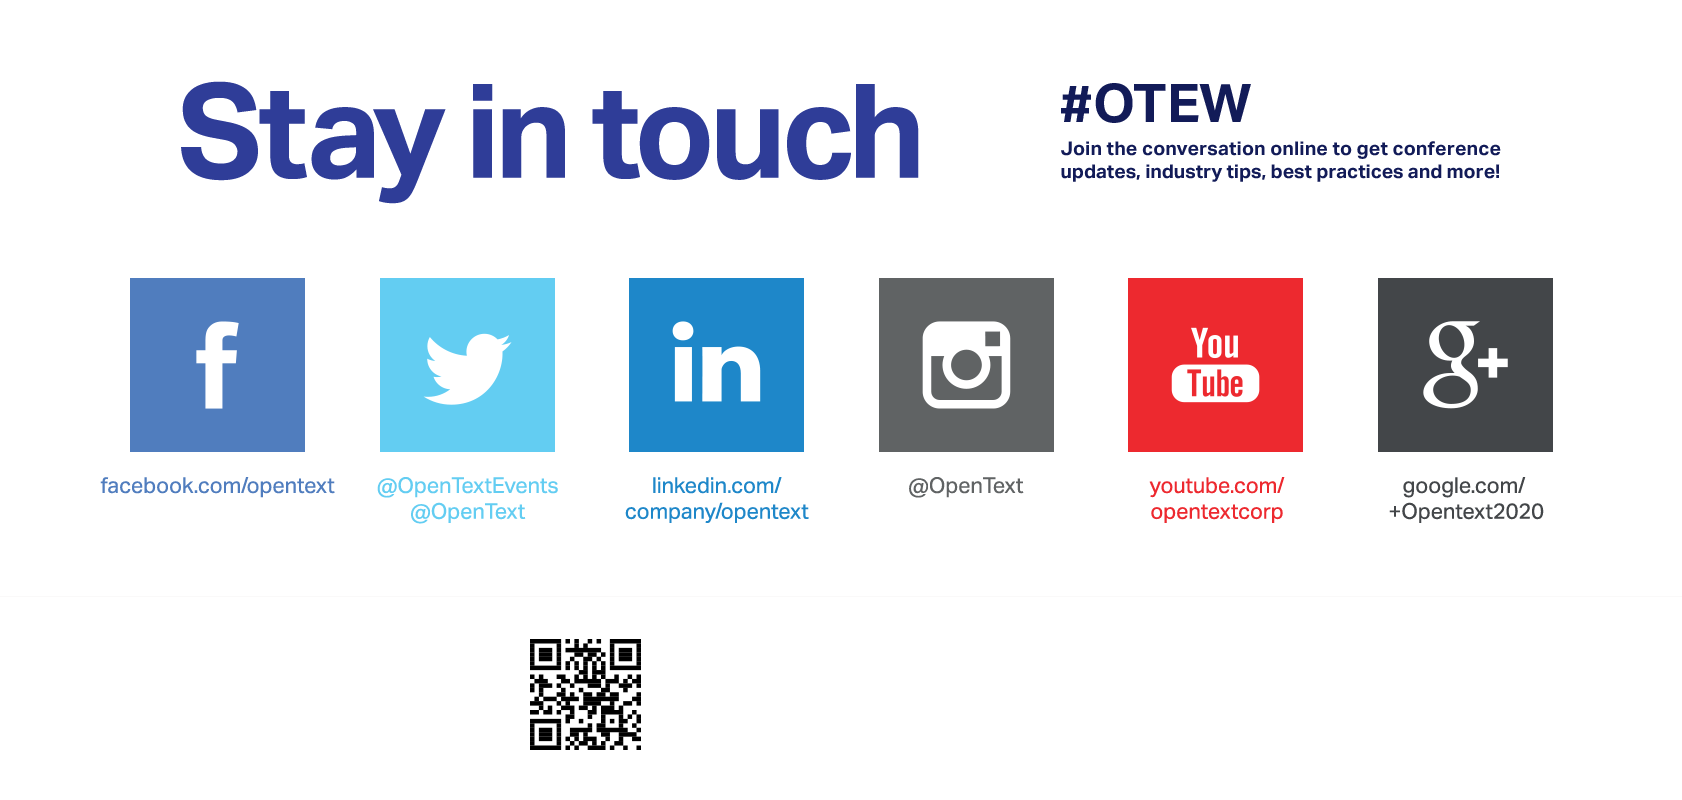 Stay in touch
#OTEW
Join the conversation online to get conference
updates, industry tips, best practices and more!
f
in
You
Tube
g+
facebook.com/opentext
@OpenTextEvents
@OpenText
linkedin.com/
company/opentext
@OpenText
youtube.com/
opentextcorp
google.com/
+Opentext2020